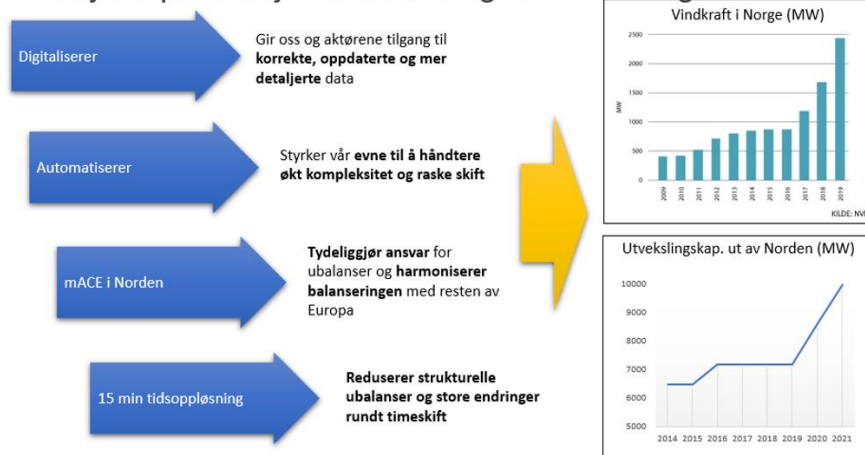 Digitaliserer
Gir oss og aktørene tilgang til
korrekte, oppdaterte og mer
detaljerte data
Automatiserer
Styrker vår evne til å håndtere
økt kompleksitet og raske skift
mACE i Norden
Tydeliggjør ansvar for
ubalanser og harmoniserer
balanseringen med resten av
Europa
15 min tidsoppløsning
Reduserer strukturelle
ubalanser og store endringer
rundt timeskift
Vindkraft i Norge (MW)
2500
2000
1500
1000
500
0
MW
2009 2010 2011 2012 2013 2014 2015 2016 2017 2018 2019
KILDE: NV
Utvekslingskap. ut av Norden (MW)
10000
9000
8000
7000
6000
5000
2014 2015 2016 2017 2018 2019 2020 2021